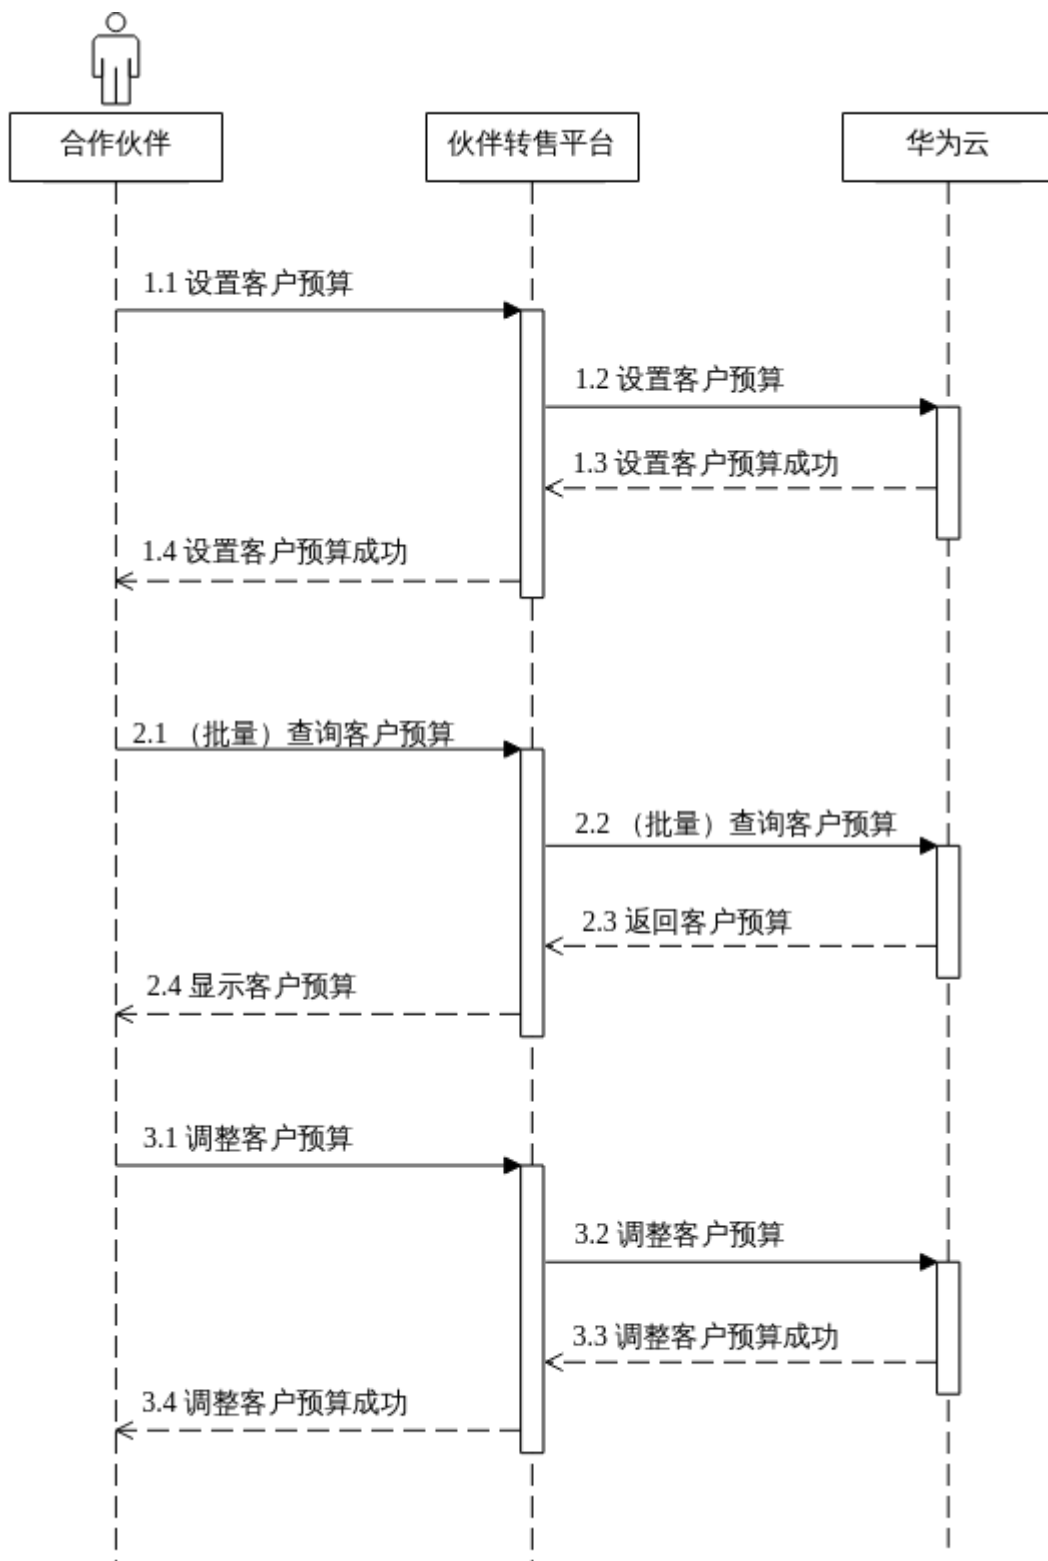 合作伙伴
伙伴转售平台
华为云
1.1 设置客户预算
1.2 设置客户预算
1.3 设置客户预算成功
1.4 设置客户预算成功
2.1 （批量）查询客户预算
2.2 （批量）查询客户预算
2.3 返回客户预算
2.4 显示客户预算
3.1 调整客户预算
3.2 调整客户预算
3.3 调整客户预算成功
3.4 调整客户预算成功